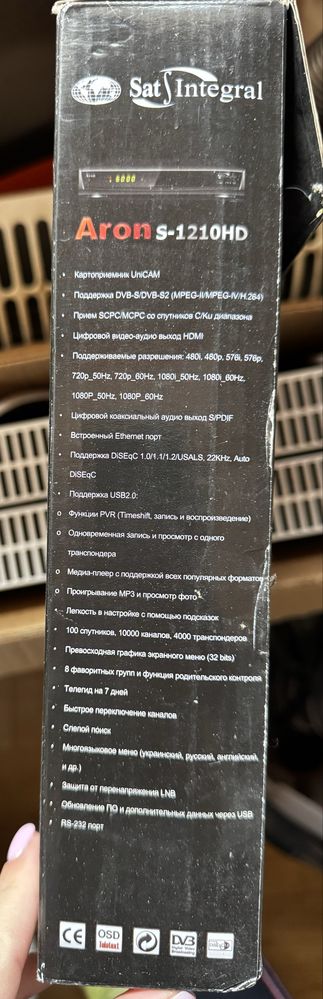 Sat Integral
6000
Aron S-1210HD
• Картоприемник UniCAM
• Поддержка DVB-S/DVB-S2 (MPEG-II/MPEG-IV/H.264)
• Прием SCPC/MCPC со спутников C/Ku диапазона
• Цифровой видео-аудио выход HDMI
• Поддерживаемые разрешения: 480i, 480p, 576i, 576p,
720p_50Hz, 720p_60Hz, 1080i_50Hz, 1080i_60Hz,
1080P_50Hz, 1080P_60Hz
• Цифровой коаксиальный аудио выход S/PDIF
• Встроенный Ethernet порт
• Поддержка DiSEqC 1.0/1.1/1.2/USALS, 22KHz, Auto
DiSEqC
• Поддержка USB2.0:
o Функции PVR (Timeshift, запись и воспроизведение)
o Одновременная запись и просмотр с одного
транспондера
o Медиа-плеер с поддержкой всех популярных форматов
o Проигрывание MP3 и просмотр фото
• Легкость в настройке с помощью подсказок
• 100 спутников, 10000 каналов, 4000 транспондеров
• Превосходная графика экранного меню (32 bits)
• 8 фаворитных групп и функция родительского контроля
• Телегид на 7 дней
• Быстрое переключение каналов
• Слепой поиск
• Многоязыковое меню (украинский, русский, английский,
и др.)
• Защита от перенапряжения LNB
• Обновление ПО и дополнительных данных через USB
• RS-232 порт
CE
OSD
Teletext
DVB
Digital Video
Broadcasting